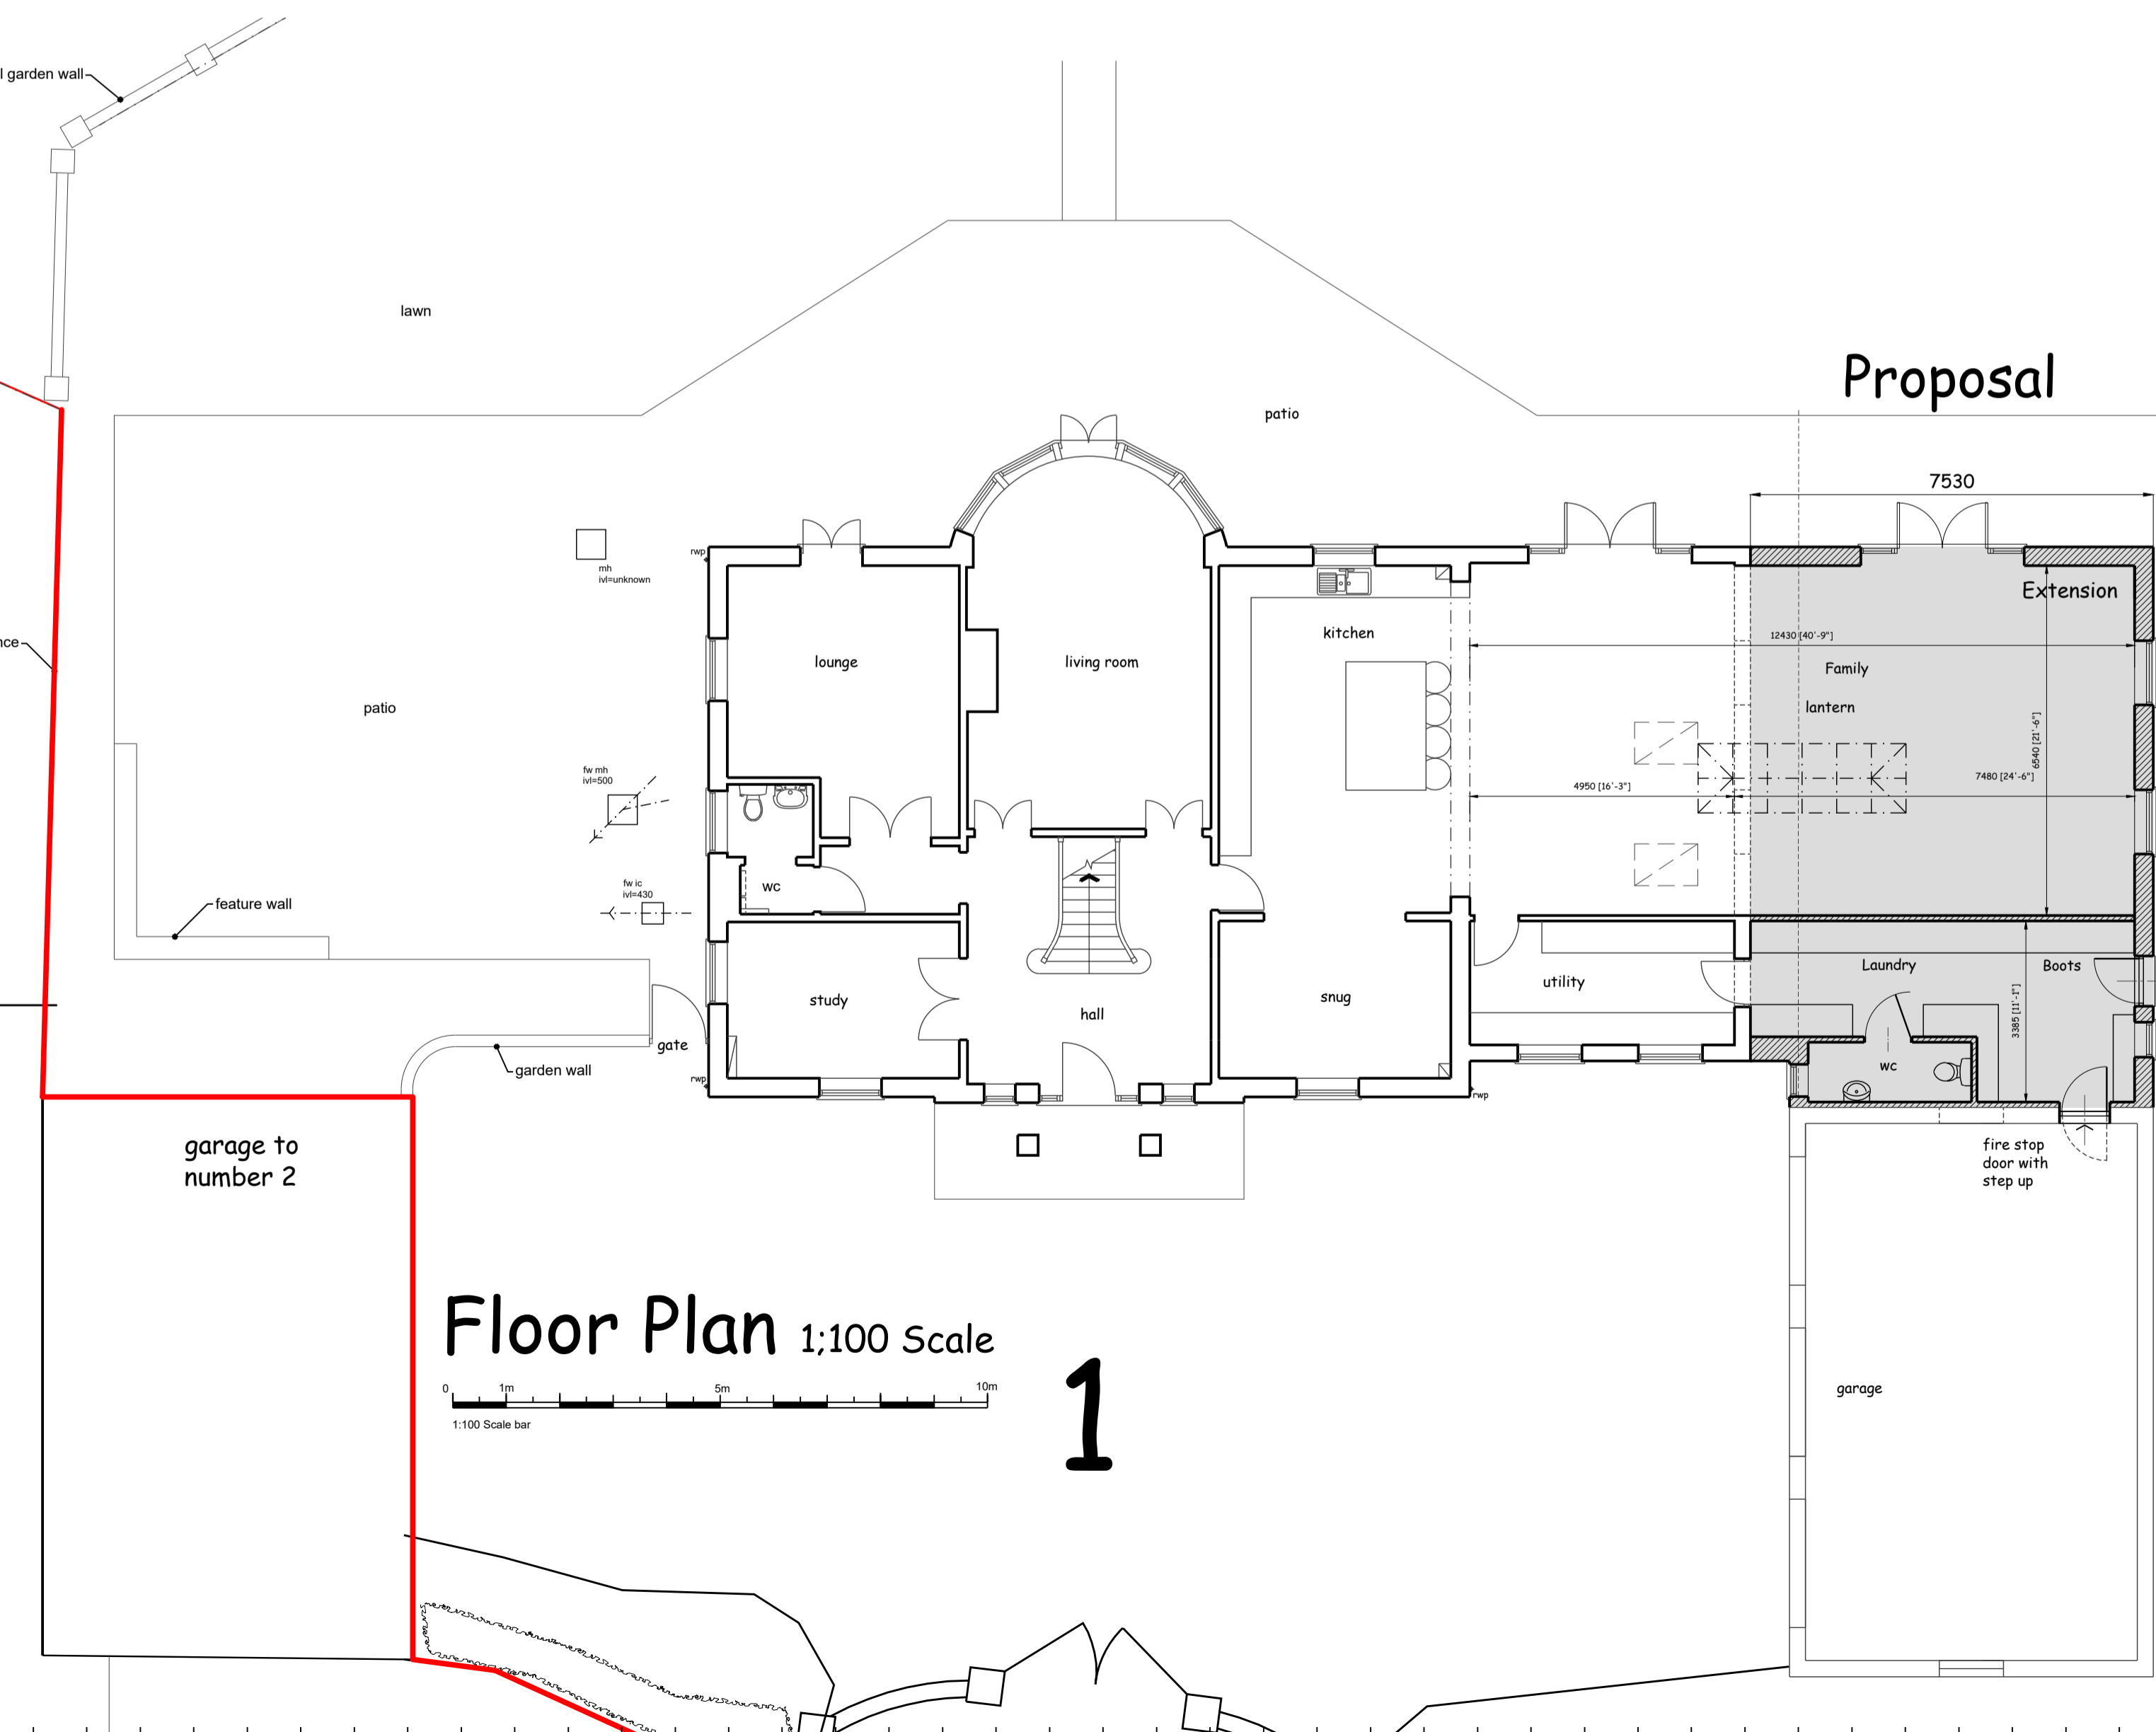 l garden wall
lawn
Proposal
patio
7530
rwp
mh
ivl=unknown
Extension
kitchen
12430 [40'-9"]
nce
lounge
living room
Family
patio
lantern
6540 [21'-6"]
fw mh
ivl=500
4950 [16'-3"]
7480 [24'-6"]
fw ic
ivl=430
wc
feature wall
study
hall
snug
utility
Laundry
Boots
3385 [11'-1"]
gate
garden wall
rwp
rwp
wc
garage to
number 2
fire stop
door with
step up
Floor Plan 1;100 Scale
0 1m 5m 10m
1:100 Scale bar
1
garage